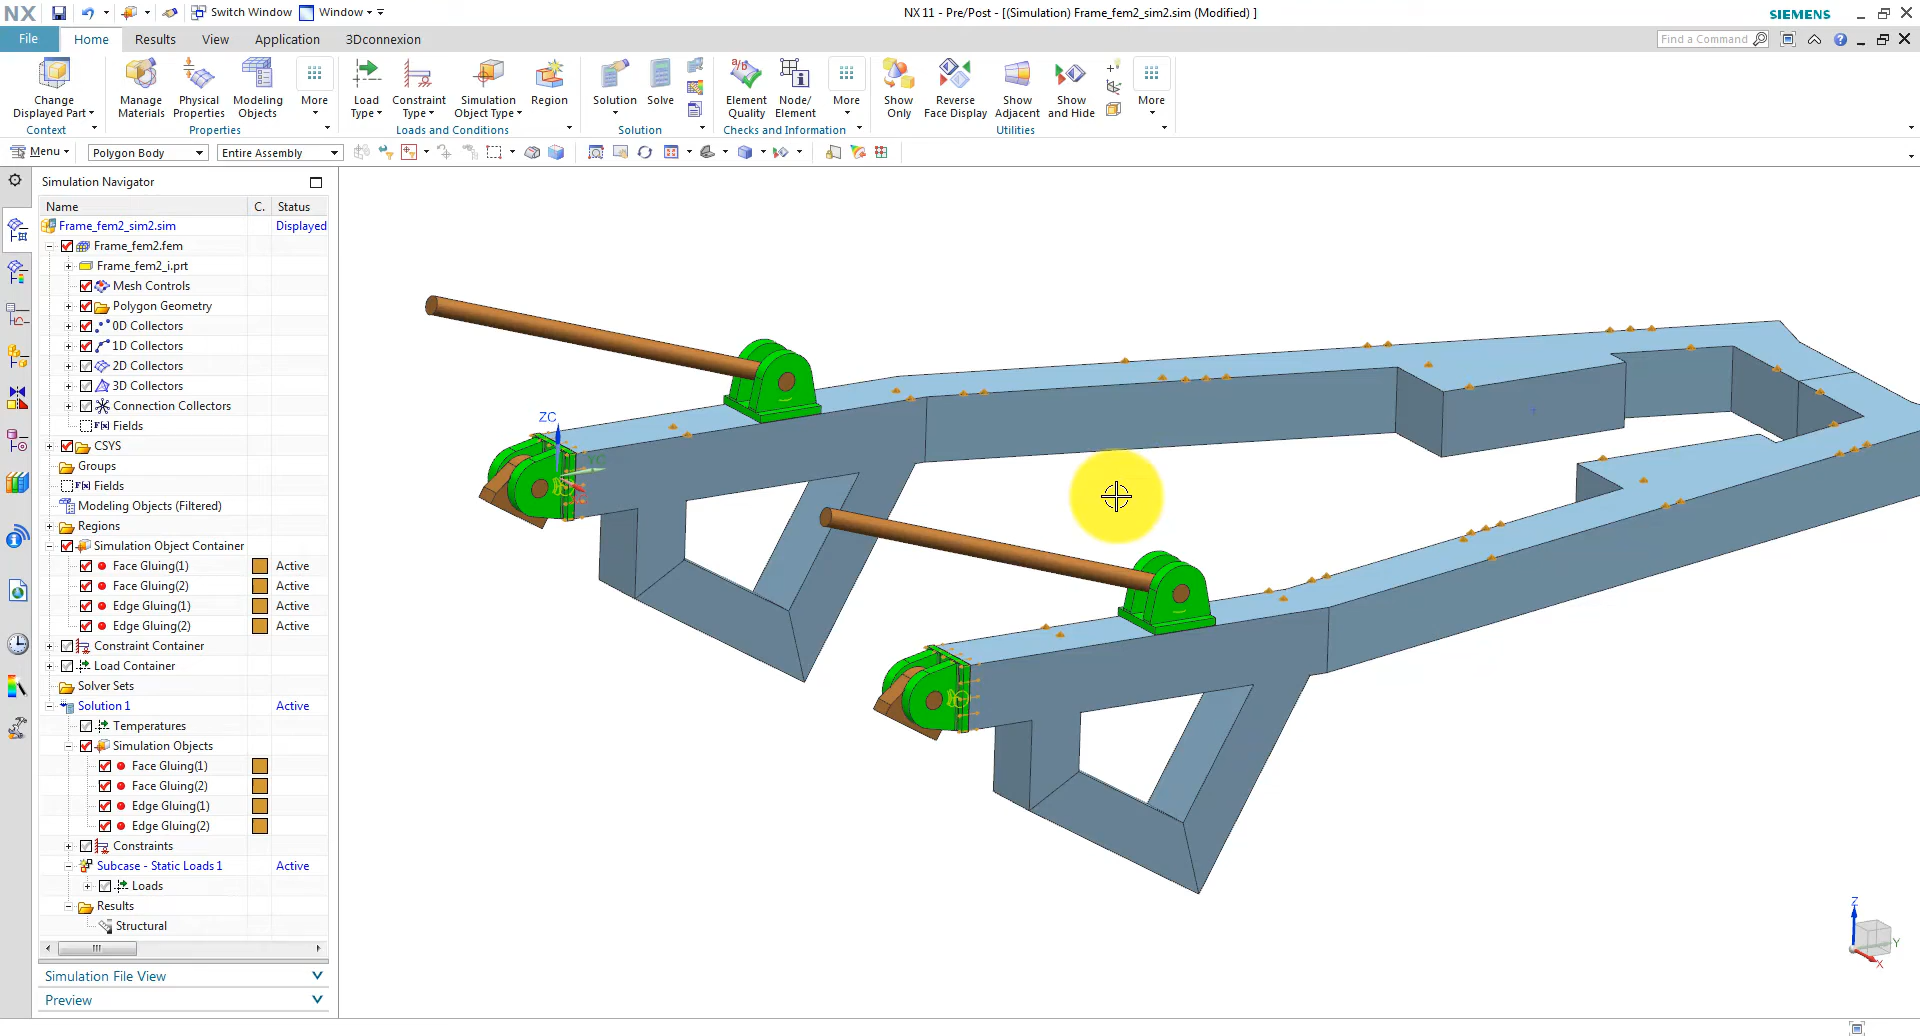 NX
Switch Window
Window
NX 11 - Pre/Post - [(Simulation) Frame_fem2_sim2.sim (Modified) ]
SIEMENS
File
Home
Results
View
Application
3Dconnexion
Find a Command
Change
Displayed Part
Context
Manage
Materials
Physical
Properties
Modeling
Objects
More
Properties
Load
Type
Constraint
Type
Simulation
Object Type
Region
Loads and Conditions
Solution
Solve
Solution
Element
Quality
Node/
Element
More
Checks and Information
Show
Only
Reverse
Face Display
Show
Adjacent
Show
and Hide
More
Utilities
Menu
Polygon Body
Entire Assembly
Simulation Navigator
Name C. Status
Frame_fem2_sim2.sim Displayed
Frame_fem2.fem
Frame_fem2_i.prt
Mesh Controls
Polygon Geometry
0D Collectors
1D Collectors
2D Collectors
3D Collectors
Connection Collectors
Fields
CSYS
Groups
Fields
Modeling Objects (Filtered)
Regions
Simulation Object Container
Face Gluing(1) Active
Face Gluing(2) Active
Edge Gluing(1) Active
Edge Gluing(2) Active
Constraint Container
Load Container
Solver Sets
Solution 1 Active
Temperatures
Simulation Objects
Face Gluing(1)
Face Gluing(2)
Edge Gluing(1)
Edge Gluing(2)
Constraints
Subcase - Static Loads 1 Active
Loads
Results
Structural
Simulation File View
Preview
ZC
YC
Z
Y
X